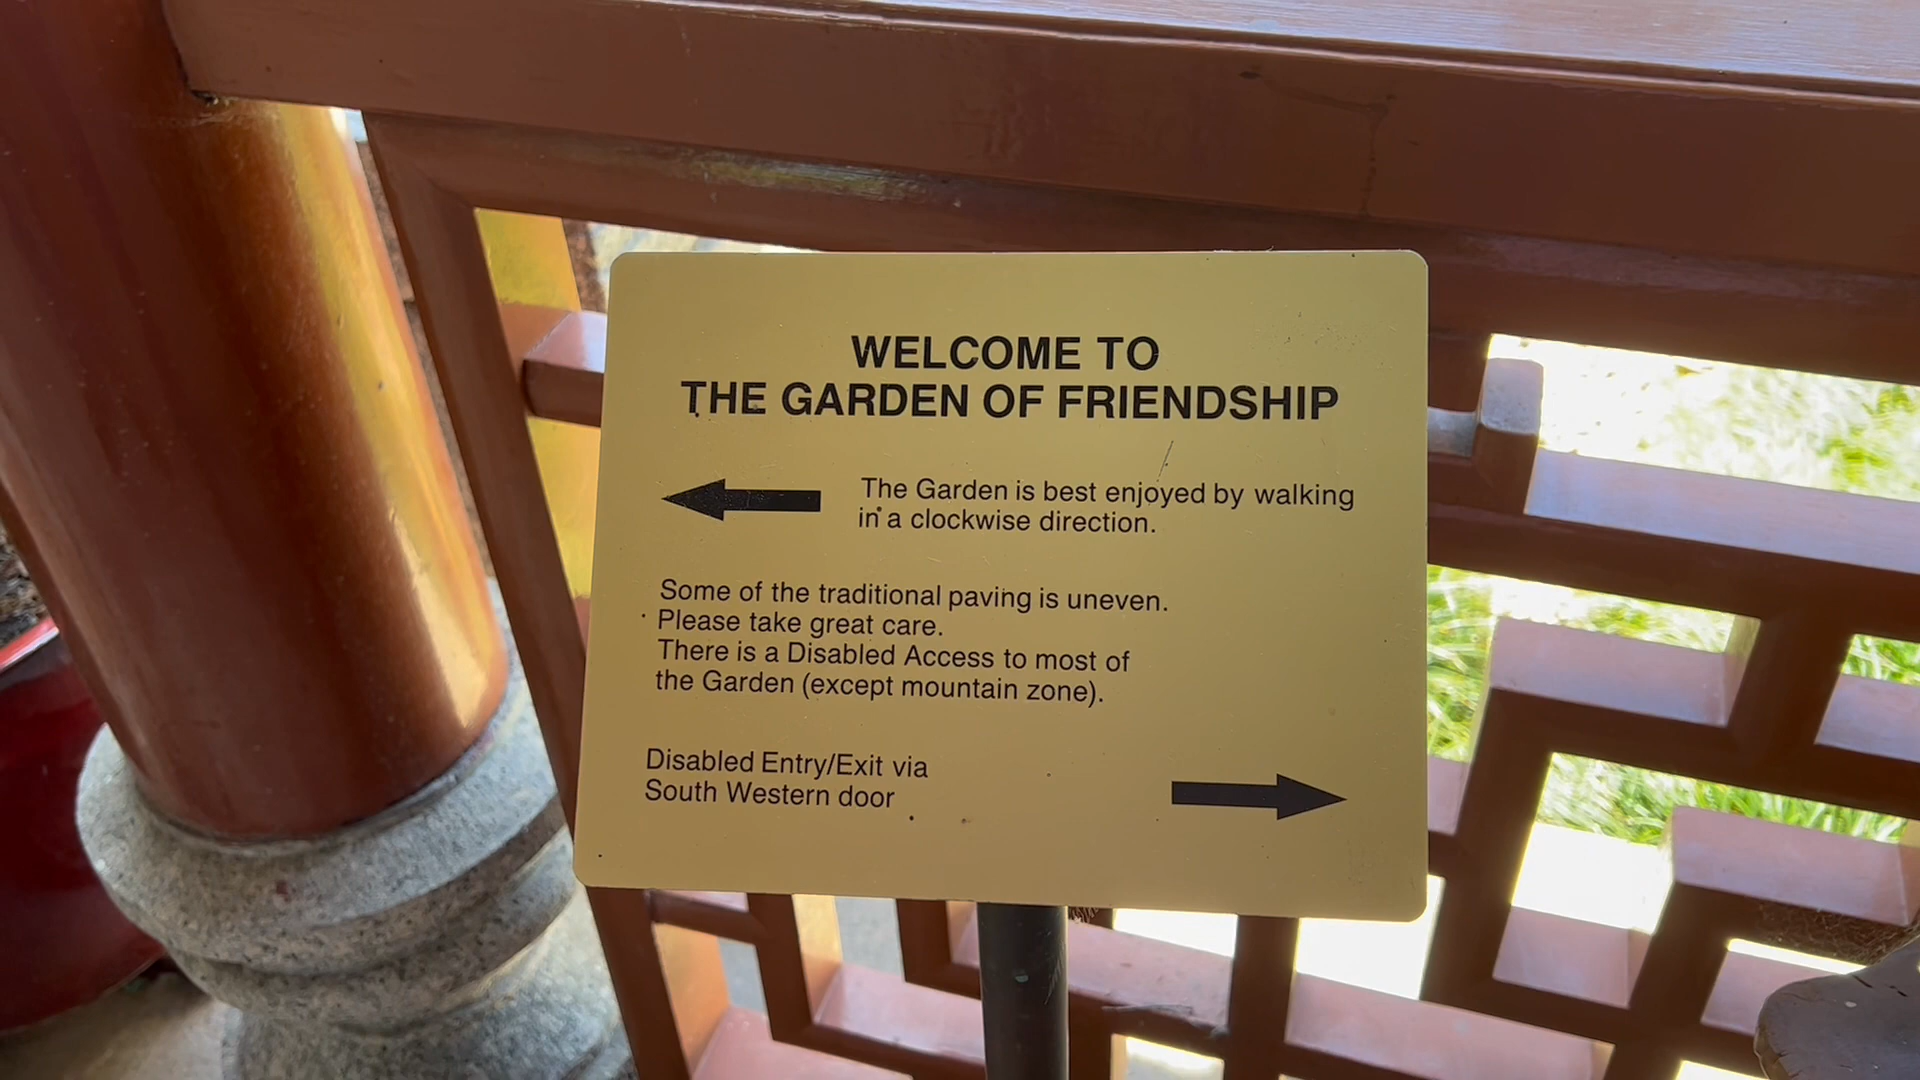 WELCOME TO
THE GARDEN OF FRIENDSHIP
The Garden is best enjoyed by walking
in a clockwise direction.
Some of the traditional paving is uneven.
Please take great care.
There is a Disabled Access to most of
the Garden (except mountain zone).
Disabled Entry/Exit via
South Western door